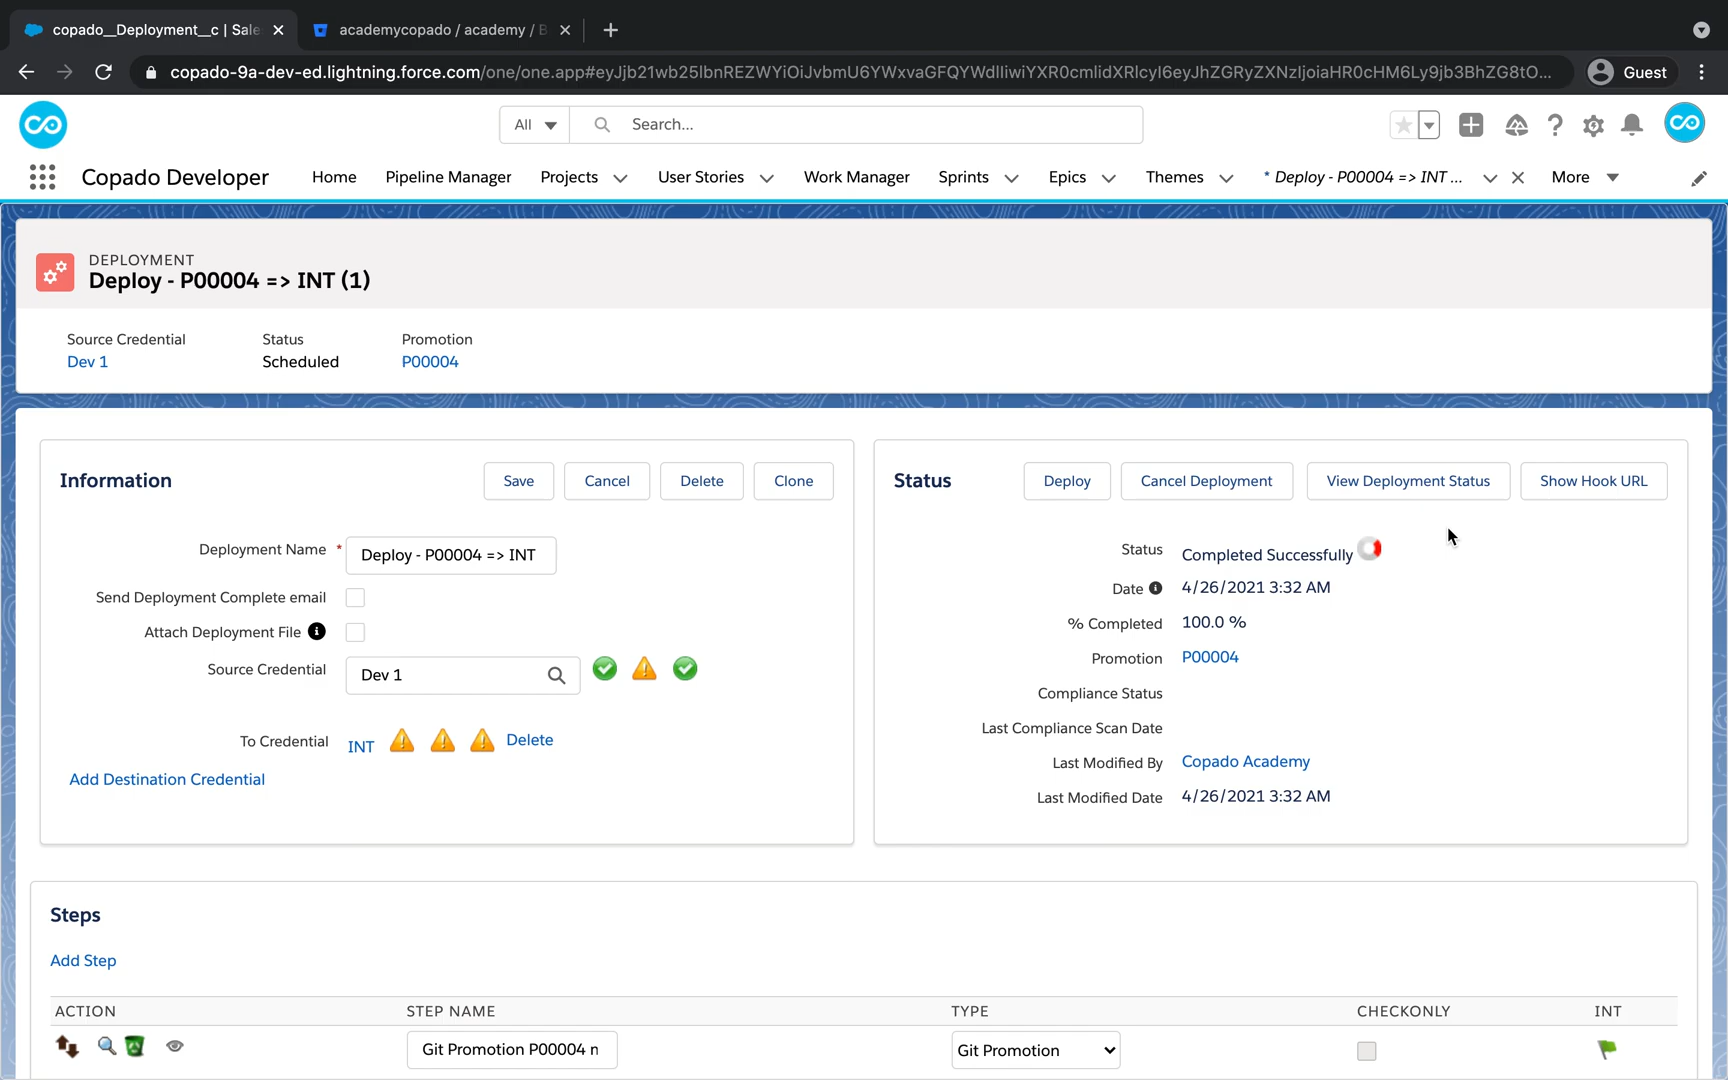 copado__Deployment__c | Sale
academycopado / academy / B
copado-9a-dev-ed.lightning.force.com/one/one.app#eyJjb21wb25lbnREZWYiOiJvbmU6YWxvaGFQYWdlIiwiYXR0cmlidXRlcyI6eyJhZGRyZXNzIjoiaHR0cHM6Ly9jb3BhZG8tO...
Guest
All
Search...
Copado Developer
Home
Pipeline Manager
Projects
User Stories
Work Manager
Sprints
Epics
Themes
* Deploy - P00004 => INT ...
More
DEPLOYMENT
Deploy - P00004 => INT (1)
Source Credential
Status
Promotion
Dev 1
Scheduled
P00004
Information
Save
Cancel
Delete
Clone
Deployment Name *
Deploy - P00004 => INT
Send Deployment Complete email
Attach Deployment File
Source Credential
Dev 1
To Credential
INT
Delete
Add Destination Credential
Status
Deploy
Cancel Deployment
View Deployment Status
Show Hook URL
Status
Completed Successfully
Date
4/26/2021 3:32 AM
% Completed
100.0 %
Promotion
P00004
Compliance Status
Last Compliance Scan Date
Last Modified By
Copado Academy
Last Modified Date
4/26/2021 3:32 AM
Steps
Add Step
ACTION
STEP NAME
TYPE
CHECKONLY
INT
Git Promotion P00004 n
Git Promotion